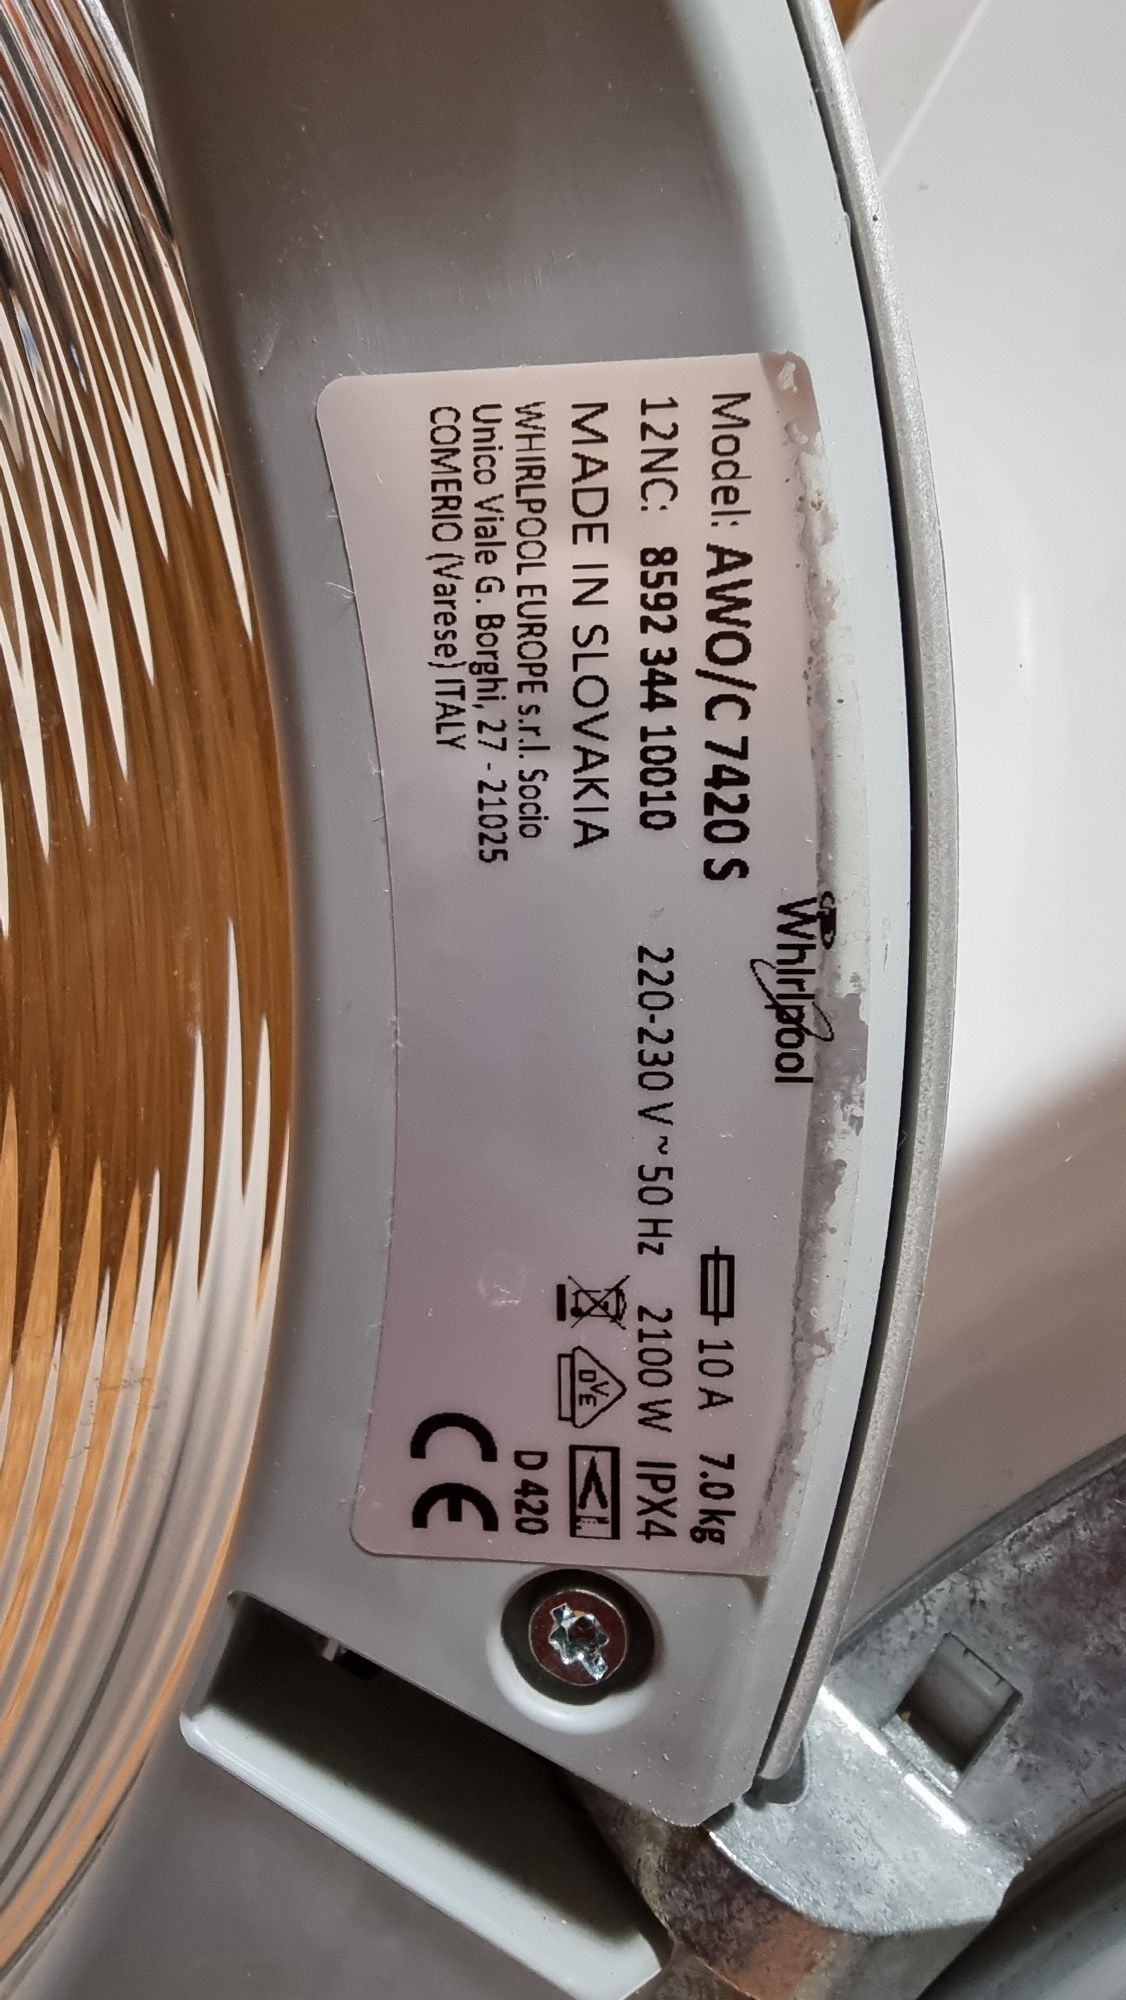 Whirlpool
Model: AWO/C 7420 S
10 A 7.0 kg
12NC: 8592 344 10010
220-230 V ~ 50 Hz 2100 W IPX4
MADE IN SLOVAKIA
WHIRLPOOL EUROPE s.r.l. Socio
Unico Viale G. Borghi, 27 - 21025
COMERIO (Varese) ITALY
DVE
D 420
CE